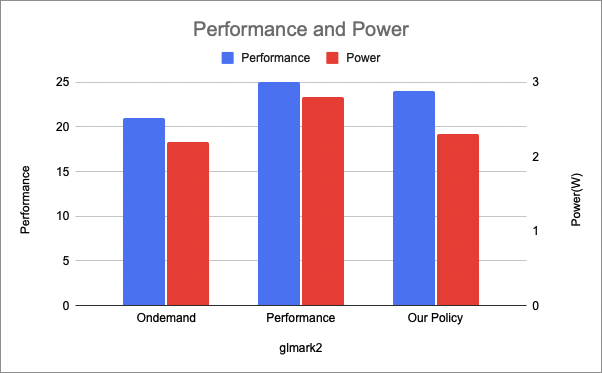 Performance and Power
Performance Power
25 3
20
15 2
10
1
5
0 0
Performance
Power(W)
Ondemand Performance Our Policy
glmark2